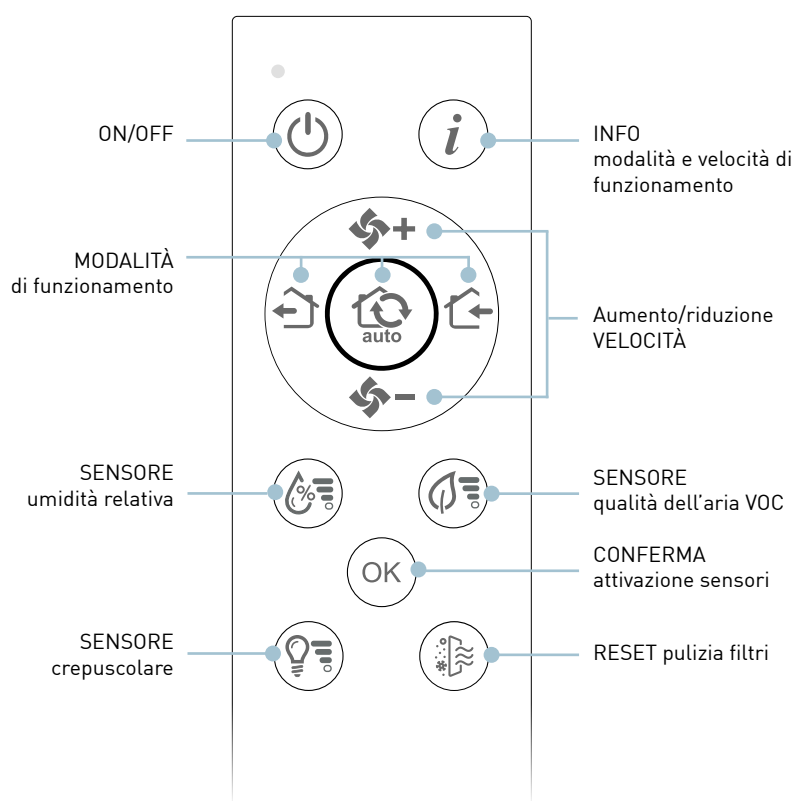 ON/OFF
INFO
modalità e velocità di
funzionamento
MODALITÀ
di funzionamento
auto
Aumento/riduzione
VELOCITÀ
SENSORE
umidità relativa
%
SENSORE
qualità dell'aria VOC
OK
CONFERMA
attivazione sensori
SENSORE
crepuscolare
RESET pulizia filtri